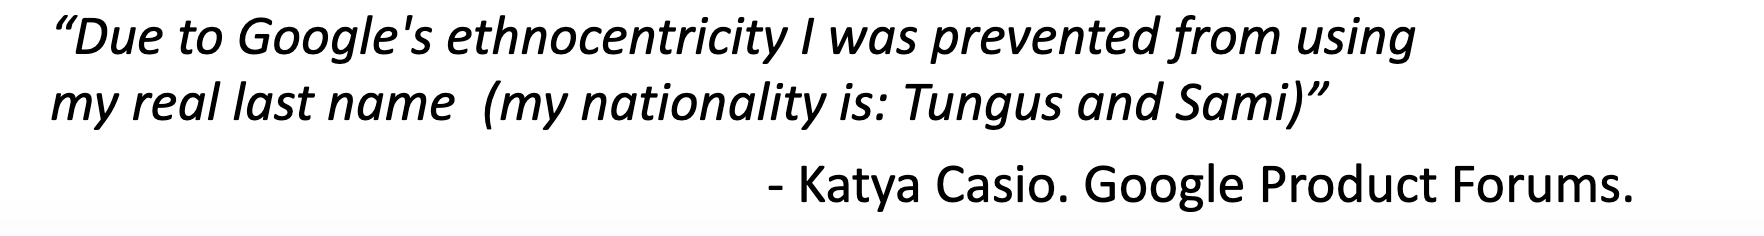 “Due to Google's ethnocentricity I was prevented from using
my real last name  (my nationality is: Tungus and Sami)”
- Katya Casio. Google Product Forums.